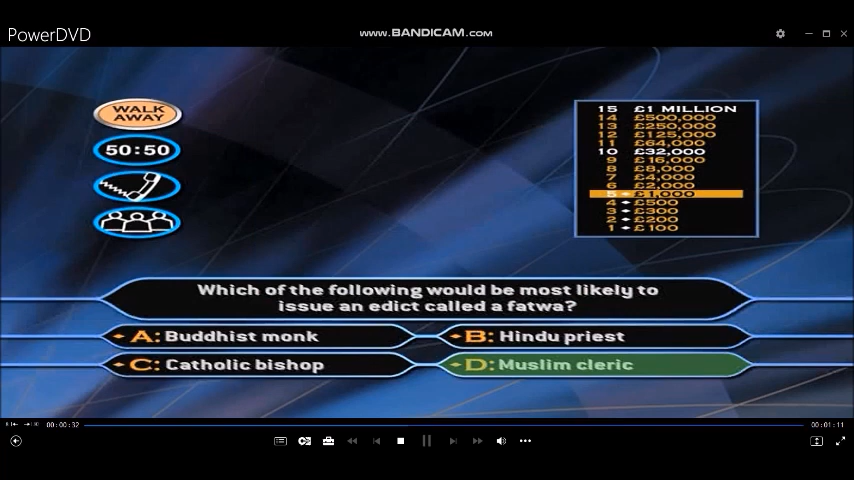 PowerDVD
www.BANDICAM.com
WALK
AWAY
50:50
15 £1 MILLION
14 £500,000
13 £250,000
12 £125,000
11 £64,000
10 £32,000
9 £16,000
8 £8,000
7 £4,000
6 £2,000
5 £1,000
4 £500
3 £300
2 £200
1 £100
Which of the following would be most likely to
issue an edict called a fatwa?
A: Buddhist monk
B: Hindu priest
C: Catholic bishop
D: Muslim cleric
00:00:32
00:01:11